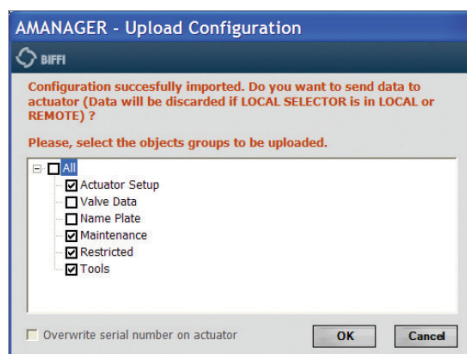 AMANAGER - Upload Configuration
BIFFI
Configuration succesfully imported. Do you want to send data to
actuator (Data will be discarded if LOCAL SELECTOR is in LOCAL or
REMOTE) ?
Please, select the objects groups to be uploaded.
All
Actuator Setup
Valve Data
Name Plate
Maintenance
Restricted
Tools
Overwrite serial number on actuator OK Cancel